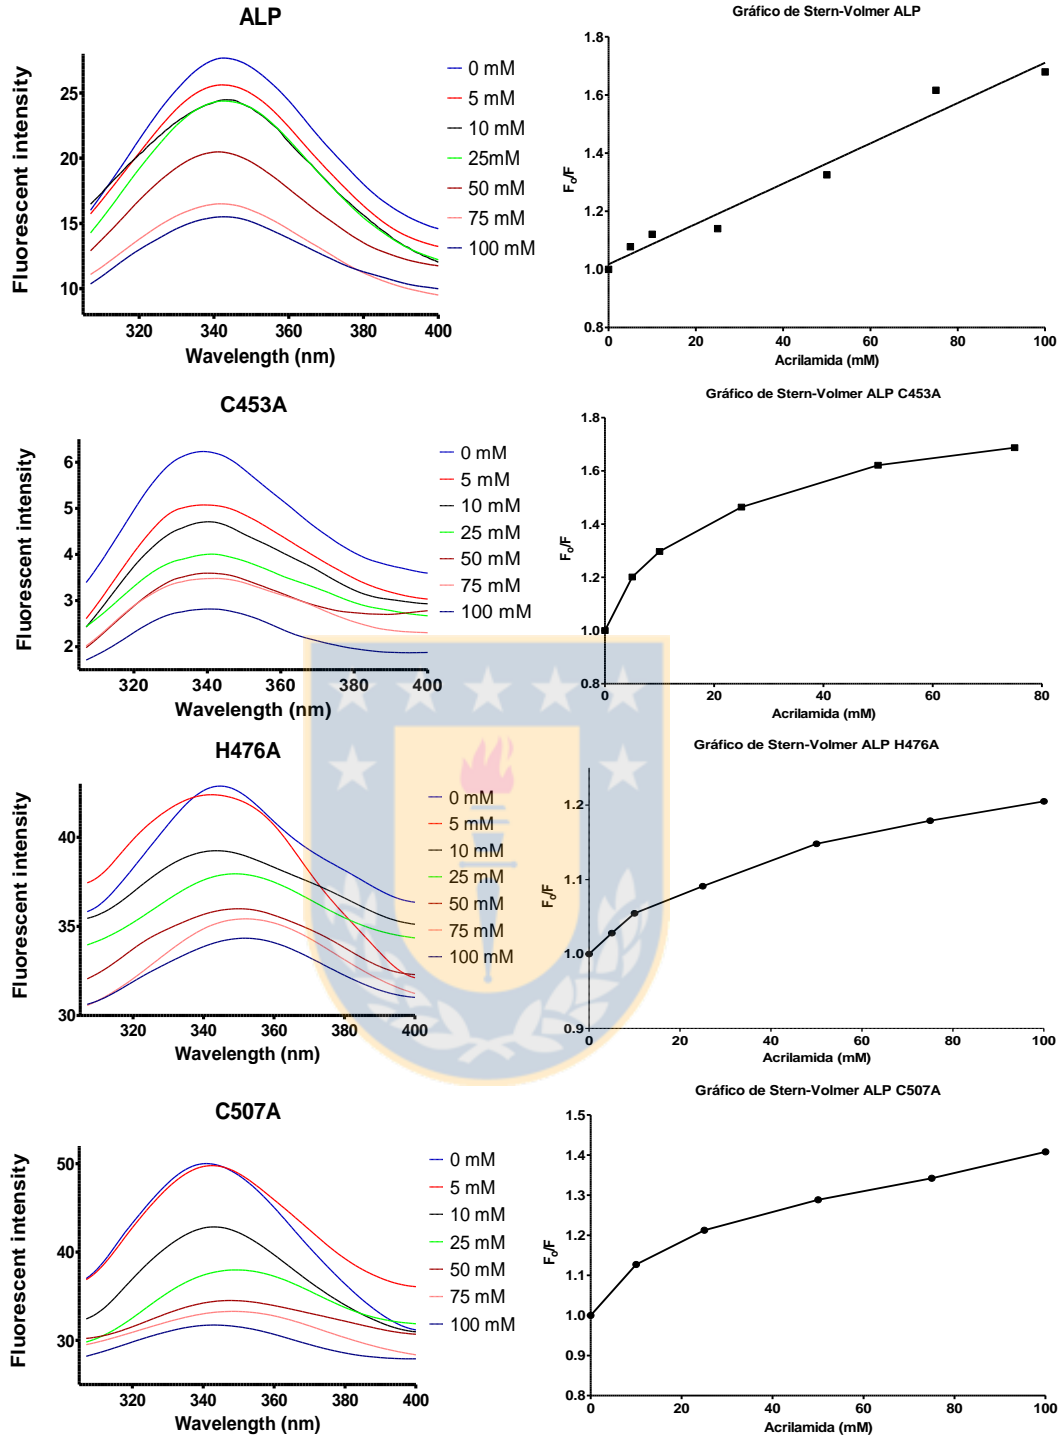 ALP
Fluorescent intensity
25
20
15
10
320
340
360
380
400
Wavelength (nm)
0 mM
5 mM
10 mM
25mM
50 mM
75 mM
100 mM
Gráfico de Stern-Volmer ALP
F₀/F
1.8
1.6
1.4
1.2
1.0
0.8
0
20
40
60
80
100
Acrilamida (mM)
C453A
Fluorescent intensity
6
5
4
3
2
320
340
360
380
400
Wavelength (nm)
0 mM
5 mM
10 mM
25 mM
50 mM
75 mM
100 mM
Gráfico de Stern-Volmer ALP C453A
F₀/F
1.8
1.6
1.4
1.2
1.0
0.8
0
20
40
60
80
Acrilamida (mM)
H476A
Fluorescent intensity
40
35
30
320
340
360
380
400
Wavelength (nm)
0 mM
5 mM
10 mM
25 mM
50 mM
75 mM
100 mM
Gráfico de Stern-Volmer ALP H476A
F₀/F
1.2
1.1
1.0
0.9
0
20
40
60
80
100
Acrilamida (mM)
C507A
Fluorescent intensity
50
40
30
320
340
360
380
400
Wavelength (nm)
0 mM
5 mM
10 mM
25 mM
50 mM
75 mM
100 mM
Gráfico de Stern-Volmer ALP C507A
F₀/F
1.5
1.4
1.3
1.2
1.1
1.0
0.9
0.8
0
20
40
60
80
100
Acrilamida (mM)